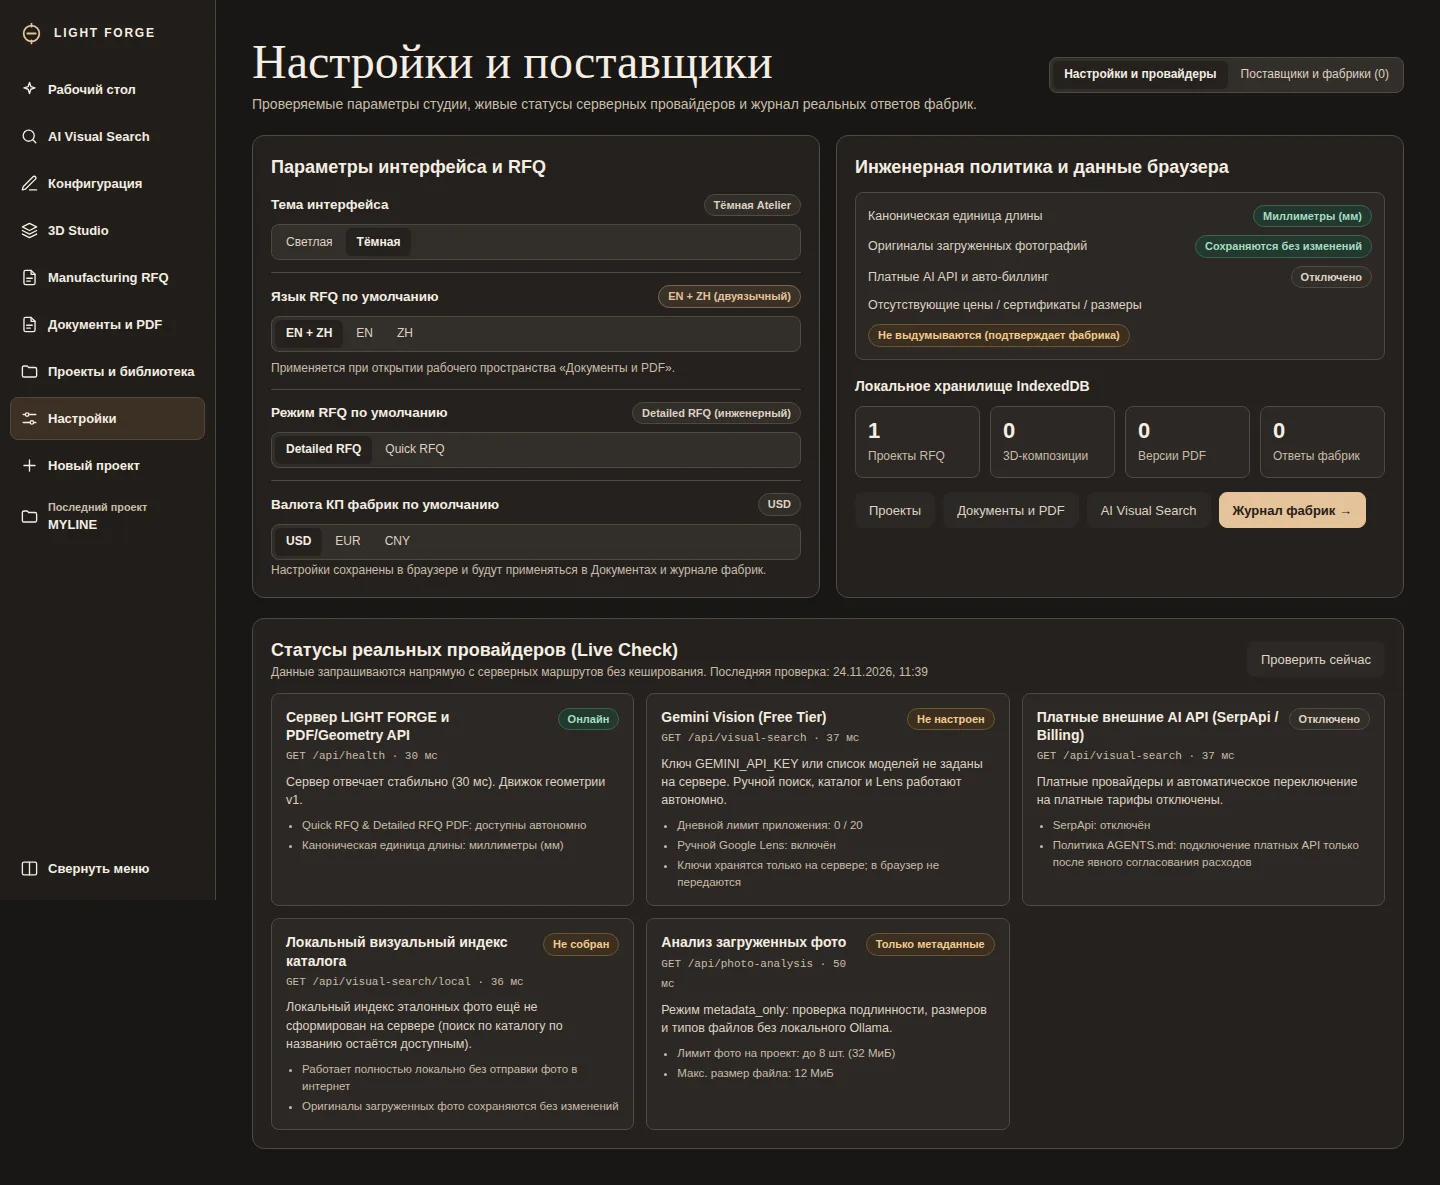 LIGHT FORGE
Рабочий стол
AI Visual Search
Конфигурация
3D Studio
Manufacturing RFQ
Документы и PDF
Проекты и библиотека
Настройки
Новый проект
Последний проект
MYLINE
Свернуть меню
Настройки и поставщики
Проверяемые параметры студии, живые статусы серверных провайдеров и журнал реальных ответов фабрик.
Настройки и провайдеры
Поставщики и фабрики (0)
Параметры интерфейса и RFQ
Тема интерфейса
Тёмная Atelier
Светлая
Тёмная
Язык RFQ по умолчанию
EN + ZH (двуязычный)
EN + ZH
EN
ZH
Применяется при открытии рабочего пространства «Документы и PDF».
Режим RFQ по умолчанию
Detailed RFQ (инженерный)
Detailed RFQ
Quick RFQ
Валюта КП фабрик по умолчанию
USD
USD
EUR
CNY
Настройки сохранены в браузере и будут применяться в Документах и журнале фабрик.
Инженерная политика и данные браузера
Каноническая единица длины
Миллиметры (мм)
Оригиналы загруженных фотографий
Сохраняются без изменений
Платные AI API и авто-биллинг
Отключено
Отсутствующие цены / сертификаты / размеры
Не выдумываются (подтверждает фабрика)
Локальное хранилище IndexedDB
1
Проекты RFQ
0
3D-композиции
0
Версии PDF
0
Ответы фабрик
Проекты
Документы и PDF
AI Visual Search
Журнал фабрик →
Статусы реальных провайдеров (Live Check)
Данные запрашиваются напрямую с серверных маршрутов без кеширования. Последняя проверка: 24.11.2026, 11:39
Проверить сейчас
Сервер LIGHT FORGE и
PDF/Geometry API
Онлайн
GET /api/health · 30 мс
Сервер отвечает стабильно (30 мс). Движок геометрии
v1.
• Quick RFQ & Detailed RFQ PDF: доступны автономно
• Каноническая единица длины: миллиметры (мм)
Gemini Vision (Free Tier)
Не настроен
GET /api/visual-search · 37 мс
Ключ GEMINI_API_KEY или список моделей не заданы
на сервере. Ручной поиск, каталог и Lens работают
автономно.
• Дневной лимит приложения: 0 / 20
• Ручной Google Lens: включён
• Ключи хранятся только на сервере; в браузер не
передаются
Платные внешние AI API (SerpApi /
Billing)
Отключено
GET /api/visual-search · 37 мс
Платные провайдеры и автоматическое переключение
на платные тарифы отключены.
• SerpApi: отключён
• Политика AGENTS.md: подключение платных API только
после явного согласования расходов
Локальный визуальный индекс
каталога
Не собран
GET /api/visual-search/local · 36 мс
Локальный индекс эталонных фото ещё не
сформирован на сервере (поиск по каталогу по
названию остаётся доступным).
• Работает полностью локально без отправки фото в
интернет
• Оригиналы загруженных фото сохраняются без изменений
Анализ загруженных фото
Только метаданные
GET /api/photo-analysis · 50
мс
Режим metadata_only: проверка подлинности, размеров
и типов файлов без локального Ollama.
• Лимит фото на проект: до 8 шт. (32 МиБ)
• Макс. размер файла: 12 МиБ